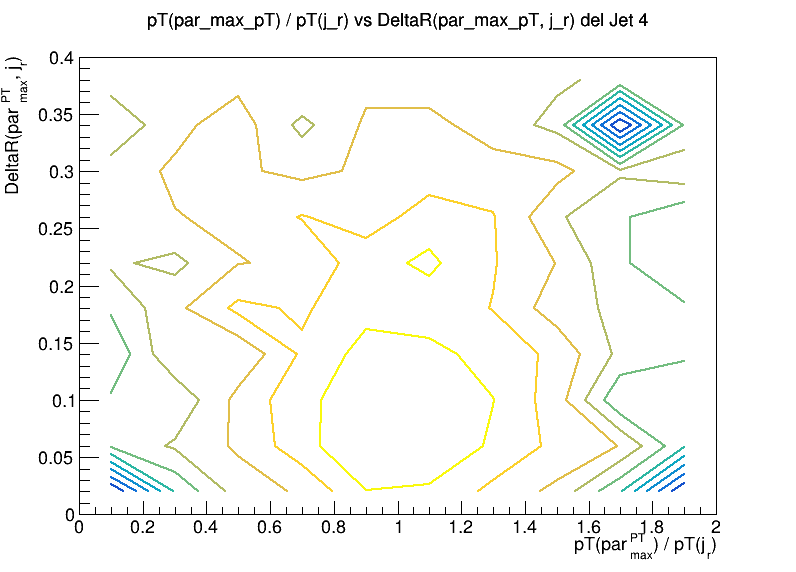 pT(par_max_pT) / pT(j_r) vs DeltaR(par_max_pT, j_r) del Jet 4
DeltaR(par^PT_max, j_r)
0.4
0.35
0.3
0.25
0.2
0.15
0.1
0.05
0
0 0.2 0.4 0.6 0.8 1 1.2 1.4 1.6 1.8 2
pT(par^PT_max) / pT(j_r)